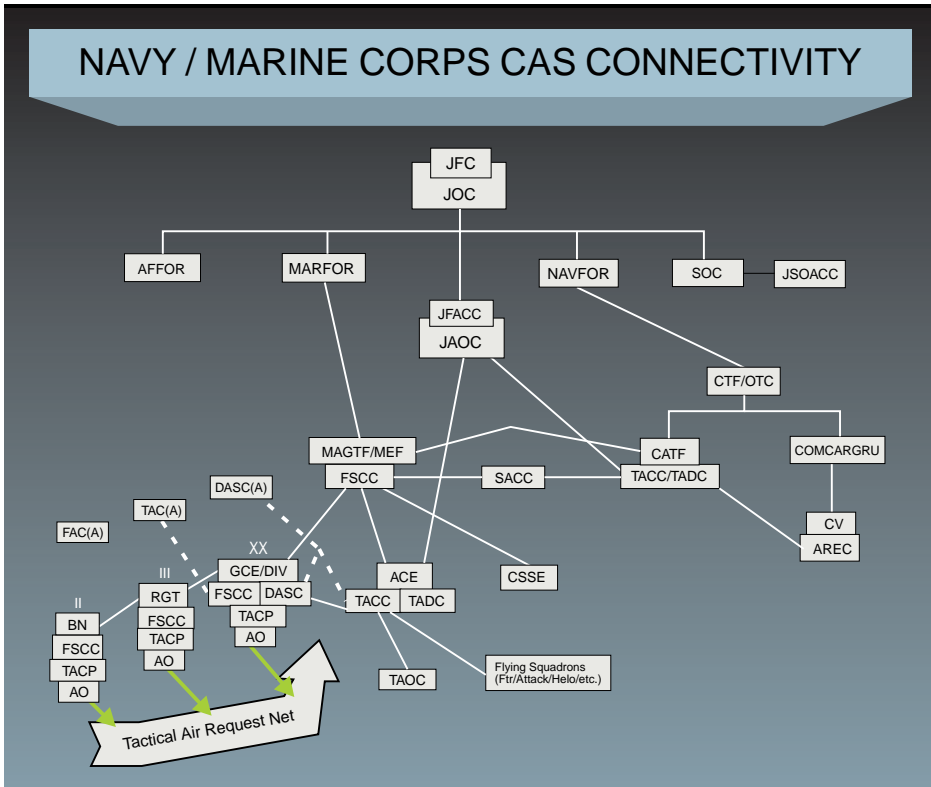 NAVY / MARINE CORPS CAS CONNECTIVITY
JFC
JOC
AFFOR
MARFOR
NAVFOR
SOC
JSOACC
JFACC
JAOC
CTF/OTC
MAGTF/MEF
FSCC
SACC
CATF
TACC/TADC
COMCARGRU
CV
AREC
DASC(A)
TAC(A)
FAC(A)
XX
GCE/DIV
FSCC
DASC
TACP
AO
III
RGT
FSCC
TACP
AO
II
BN
FSCC
TACP
AO
ACE
TACC
TADC
CSSE
TAOC
Flying Squadrons
(Ftr/Attack/Helo/etc.)
Tactical Air Request Net